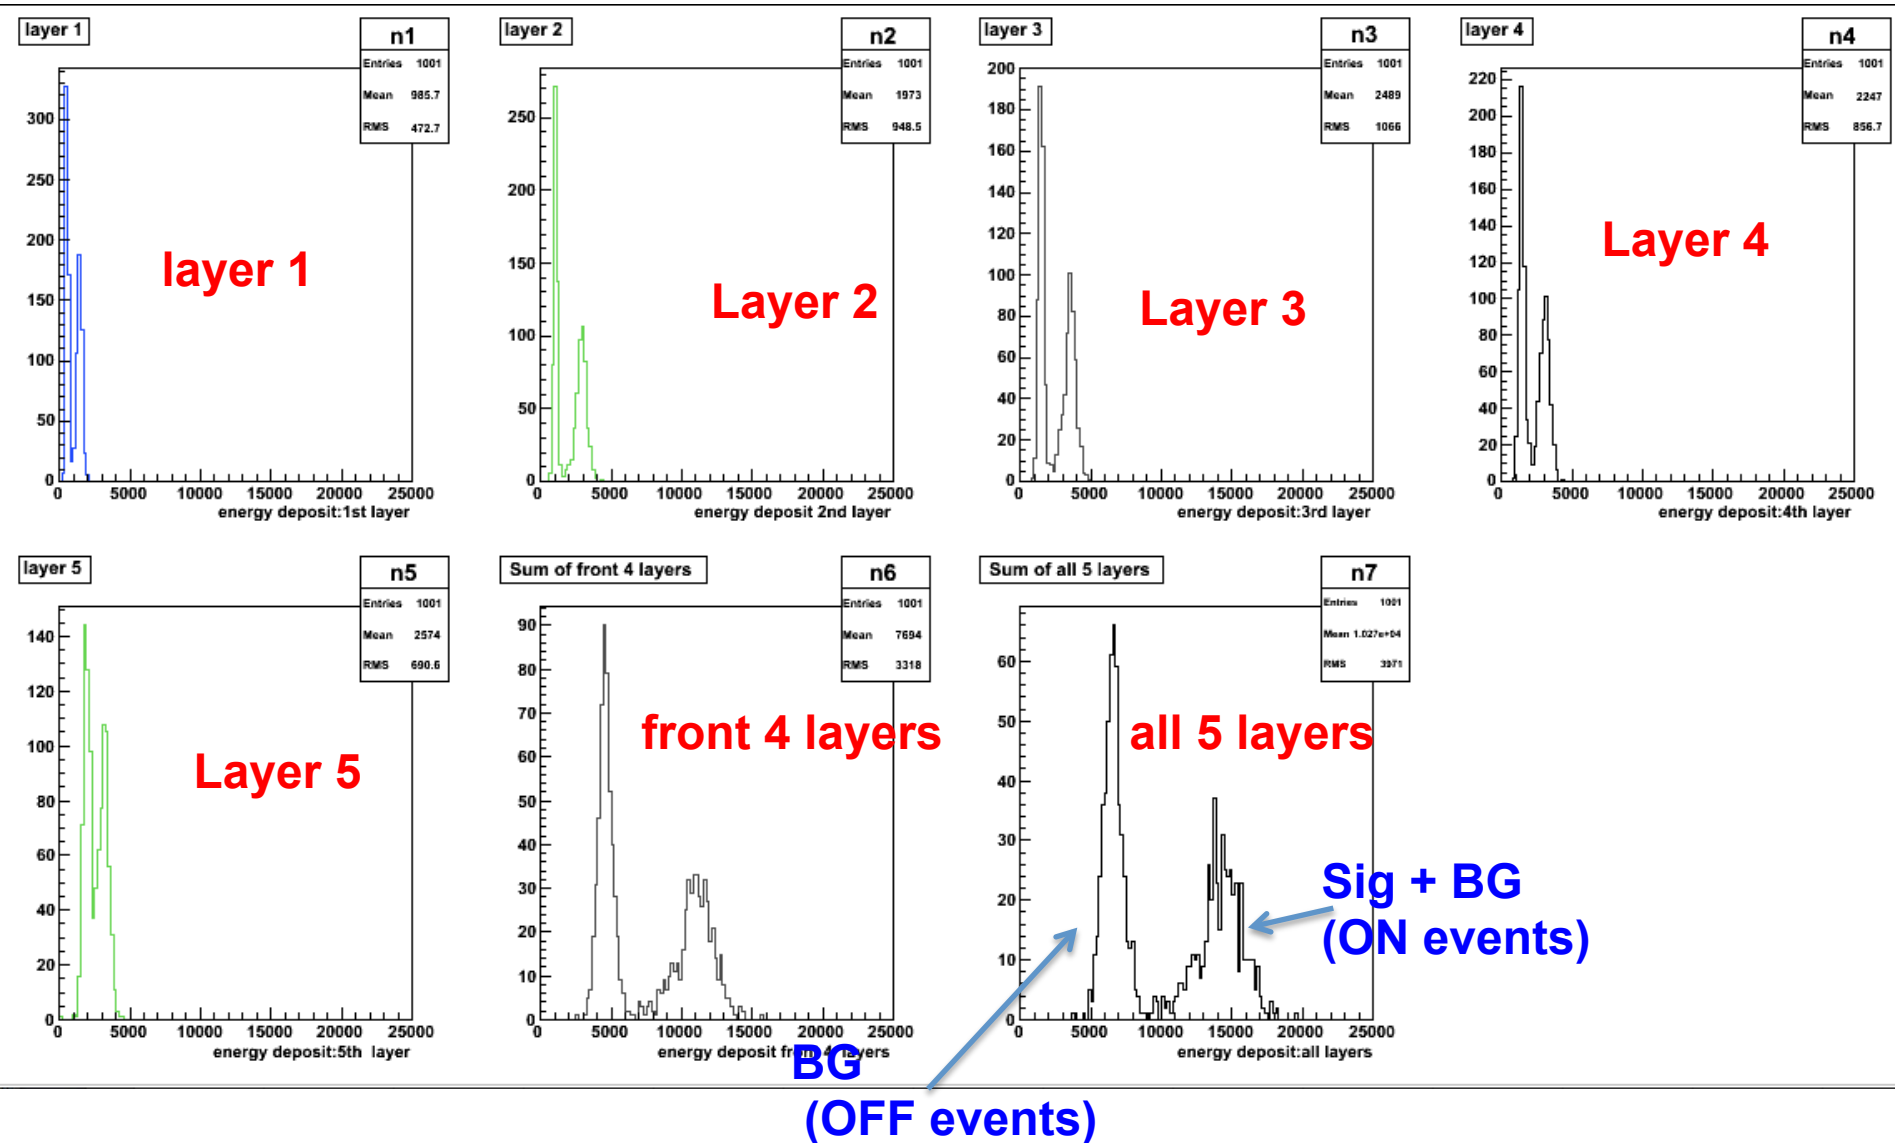 layer 1
n1
Entries 1001
Mean 985.7
RMS 472.7
300
250
200
150
100
50
0
0 5000 10000 15000 20000 25000
energy deposit:1st layer
layer 1
layer 2
n2
Entries 1001
Mean 1973
RMS 948.5
250
200
150
100
50
0
0 5000 10000 15000 20000 25000
energy deposit 2nd layer
Layer 2
layer 3
n3
Entries 1001
Mean 2489
RMS 1066
200
180
160
140
120
100
80
60
40
20
0
0 5000 10000 15000 20000 25000
energy deposit:3rd layer
Layer 3
layer 4
n4
Entries 1001
Mean 2247
RMS 856.7
220
200
180
160
140
120
100
80
60
40
20
0
0 5000 10000 15000 20000 25000
energy deposit:4th layer
Layer 4
layer 5
n5
Entries 1001
Mean 2574
RMS 690.6
140
120
100
80
60
40
20
0
0 5000 10000 15000 20000 25000
energy deposit:5th layer
Layer 5
Sum of front 4 layers
n6
Entries 1001
Mean 7694
RMS 3318
90
80
70
60
50
40
30
20
10
0
0 5000 10000 15000 20000 25000
energy deposit front 4 layers
front 4 layers
Sum of all 5 layers
n7
Entries 1001
Mean 1.027e+04
RMS 3971
60
50
40
30
20
10
0
0 5000 10000 15000 20000 25000
energy deposit:all layers
all 5 layers
Sig + BG
(ON events)
BG
(OFF events)